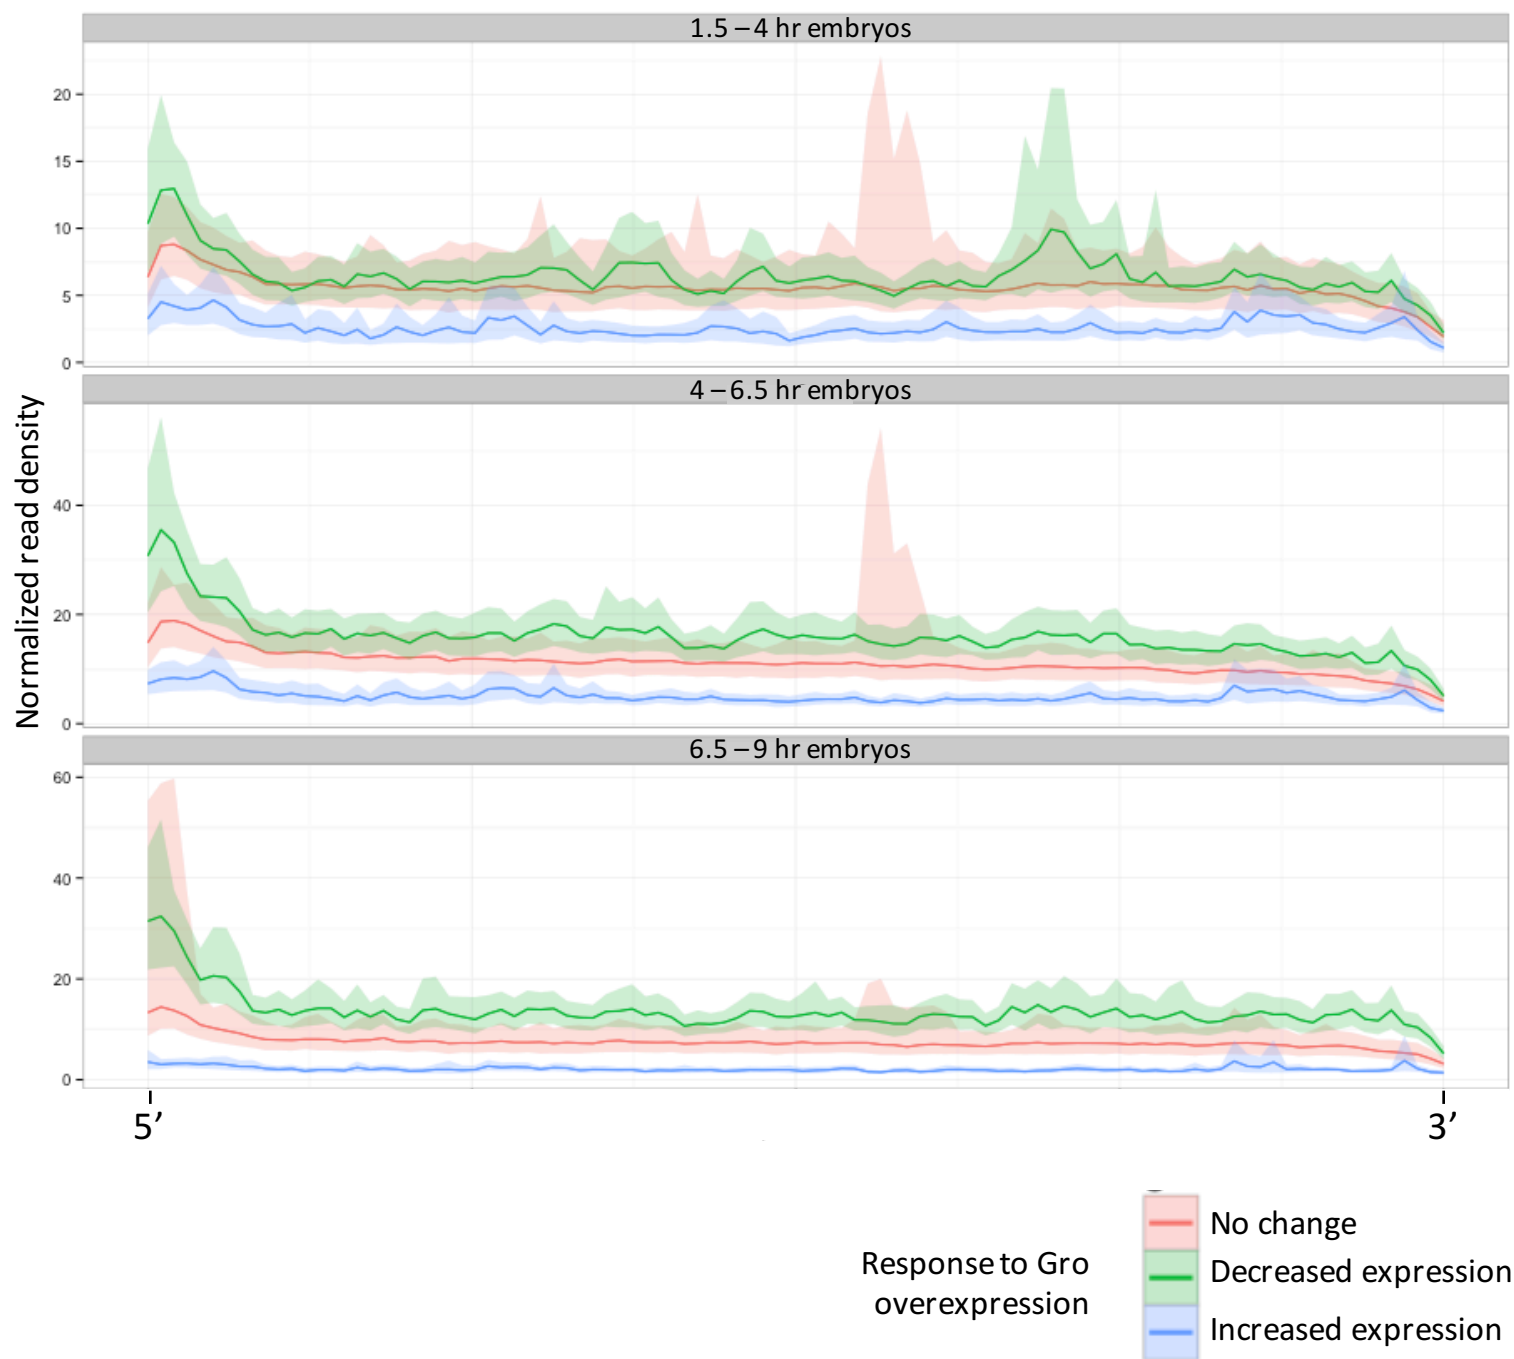 1.5 – 4 hr embryos
20
15
10
5
0
4 – 6.5 hr embryos
Normalized read density
40
20
0
6.5 – 9 hr embryos
60
40
20
0
5’
3’
Response to Gro
overexpression
No change
Decreased expression
Increased expression